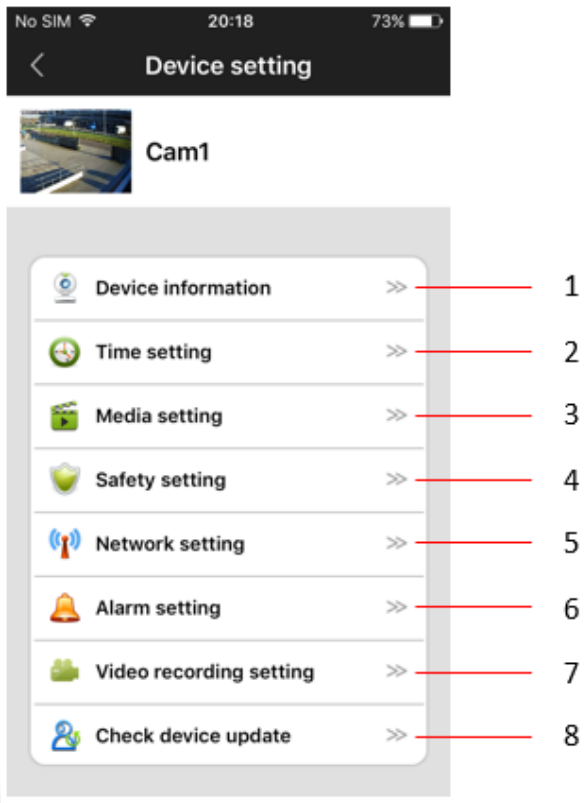 No SIM 20:18 73%
Device setting
Cam1
Device information 1
Time setting 2
Media setting 3
Safety setting 4
Network setting 5
Alarm setting 6
Video recording setting 7
Check device update 8